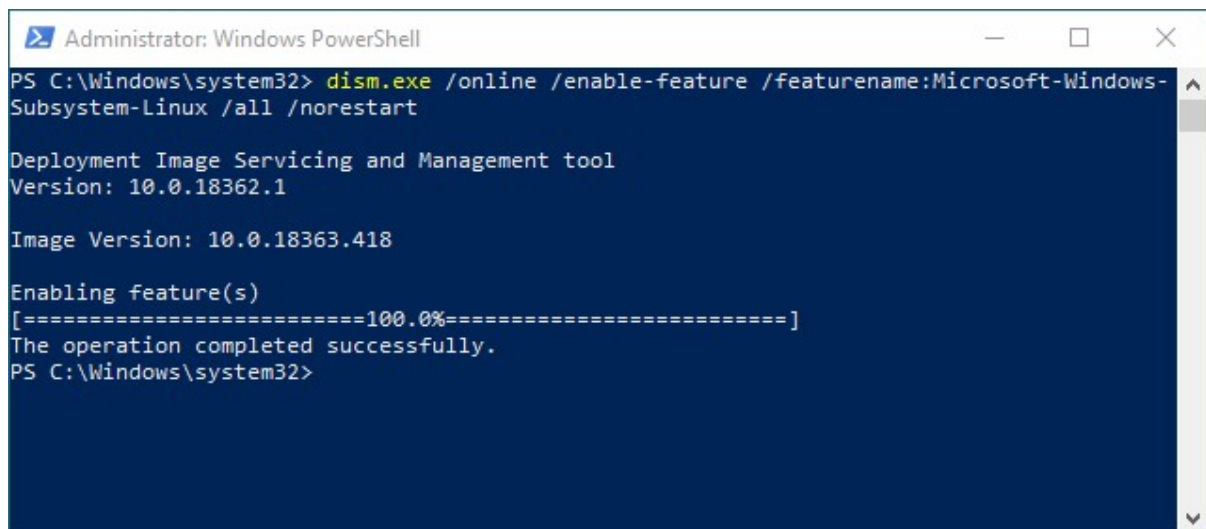 Administrator: Windows PowerShell
PS C:\Windows\system32> dism.exe /online /enable-feature /featurename:Microsoft-Windows-
Subsystem-Linux /all /norestart
Deployment Image Servicing and Management tool
Version: 10.0.18362.1
Image Version: 10.0.18363.418
Enabling feature(s)
[==========================100.0%==========================]
The operation completed successfully.
PS C:\Windows\system32>